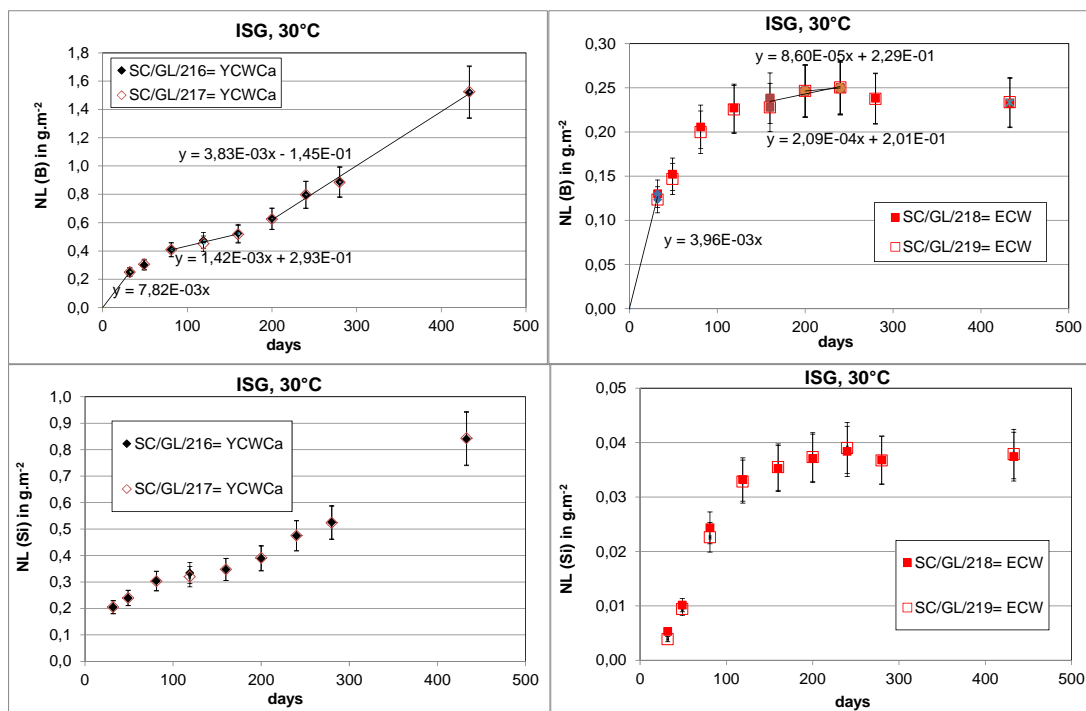 ISG, 30°C
NL (B) in g.m-2
1,8
1,6
1,4
1,2
1,0
0,8
0,6
0,4
0,2
0,0
SC/GL/216= YCWCa
SC/GL/217= YCWCa
y = 3,83E-03x - 1,45E-01
y = 1,42E-03x + 2,93E-01
y = 7,82E-03x
0 100 200 300 400 500
days
ISG, 30°C
NL (B) in g.m-2
0,30
0,25
0,20
0,15
0,10
0,05
0,00
y = 8,60E-05x + 2,29E-01
y = 2,09E-04x + 2,01E-01
y = 3,96E-03x
SC/GL/218= ECW
SC/GL/219= ECW
0 100 200 300 400 500
days
ISG, 30°C
NL (Si) in g.m-2
1,0
0,9
0,8
0,7
0,6
0,5
0,4
0,3
0,2
0,1
0,0
SC/GL/216= YCWCa
SC/GL/217= YCWCa
0 100 200 300 400 500
days
ISG, 30°C
NL (Si) in g.m-2
0,05
0,04
0,03
0,02
0,01
0,00
SC/GL/218= ECW
SC/GL/219= ECW
0 100 200 300 400 500
days